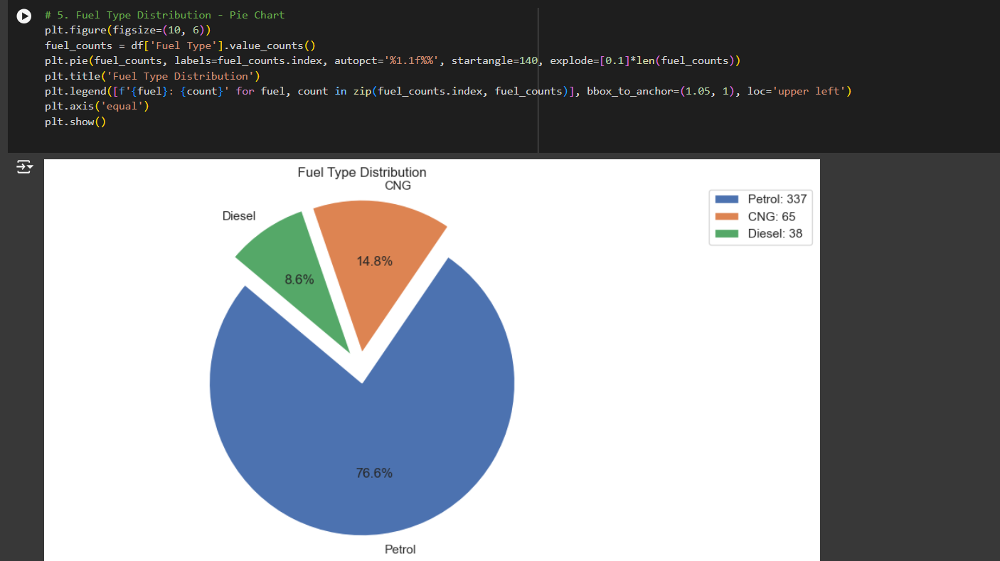 # 5. Fuel Type Distribution - Pie Chart
plt.figure(figsize=(10, 6))
fuel_counts = df['Fuel Type'].value_counts()
plt.pie(fuel_counts, labels=fuel_counts.index, autopct='%1.1f%%', startangle=140, explode=[0.1]*len(fuel_counts))
plt.title('Fuel Type Distribution')
plt.legend([f'{fuel}: {count}' for fuel, count in zip(fuel_counts.index, fuel_counts)], bbox_to_anchor=(1.05, 1), loc='upper left')
plt.axis('equal')
plt.show()
Fuel Type Distribution
CNG
Diesel
14.8%
8.6%
76.6%
Petrol
Petrol: 337
CNG: 65
Diesel: 38